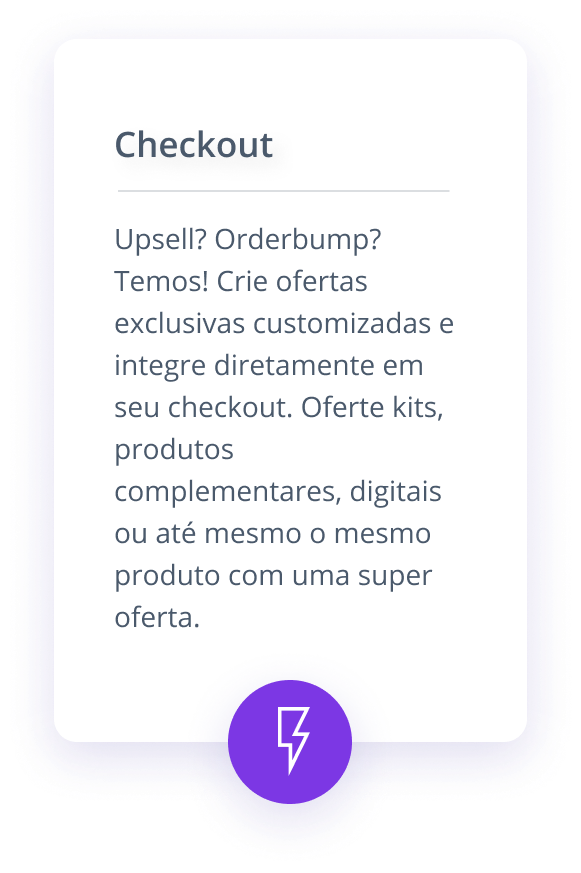 Checkout
Upsell? Orderbump?
Temos! Crie ofertas
exclusivas customizadas e
integre diretamente em
seu checkout. Oferte kits,
produtos
complementares, digitais
ou até mesmo o mesmo
produto com uma super
oferta.